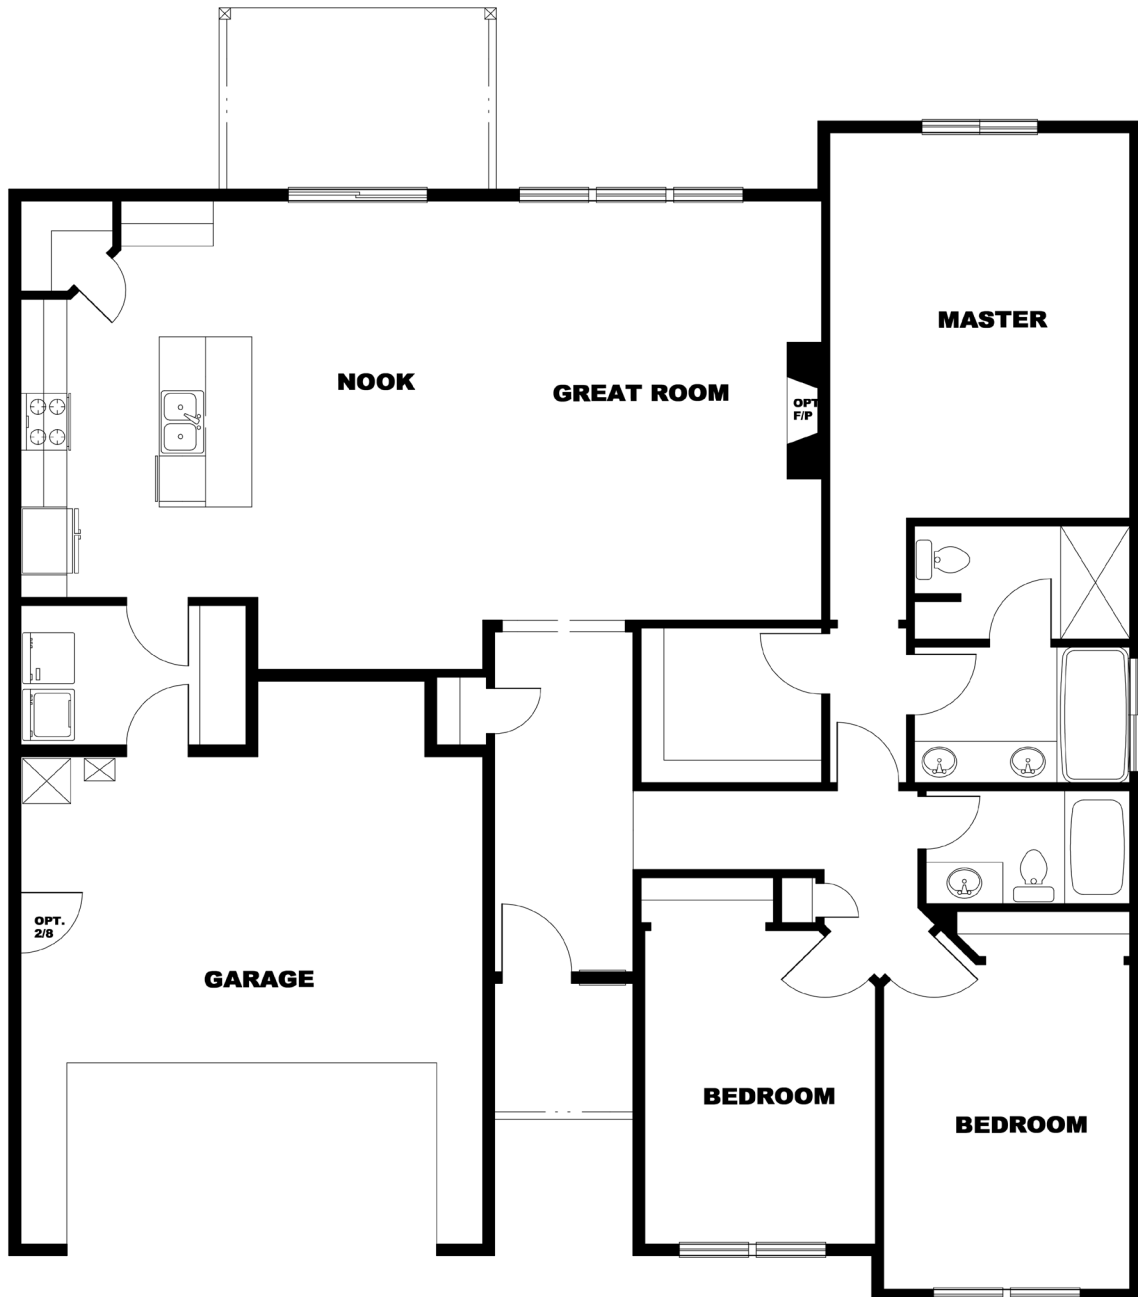 MASTER
NOOK
GREAT ROOM
OPT
F/P
OPT.
2/8
GARAGE
BEDROOM
BEDROOM